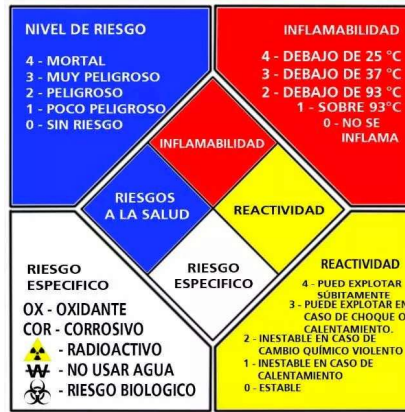 NIVEL DE RIESGO
4 - MORTAL
3 - MUY PELIGROSO
2 - PELIGROSO
1 - POCO PELIGROSO
0 - SIN RIESGO
INFLAMABILIDAD
4 - DEBAJO DE 25 °C
3 - DEBAJO DE 37 °C
2 - DEBAJO DE 93 °C
1 - SOBRE 93°C
0 - NO SE
INFLAMA
INFLAMABILIDAD
RIESGOS
A LA SALUD
REACTIVIDAD
RIESGO
ESPECIFICO
RIESGO
ESPECIFICO
OX - OXIDANTE
COR - CORROSIVO
- RADIOACTIVO
W - NO USAR AGUA
- RIESGO BIOLOGICO
REACTIVIDAD
4 - PUED EXPLOTAR
SÚBITAMENTE
3 - PUEDE EXPLOTAR EN
CASO DE CHOQUE O
CALENTAMIENTO.
2 - INESTABLE EN CASO DE
CAMBIO QUÍMICO VIOLENTO
1 - INESTABLE EN CASO DE
CALENTAMIENTO
0 - ESTABLE